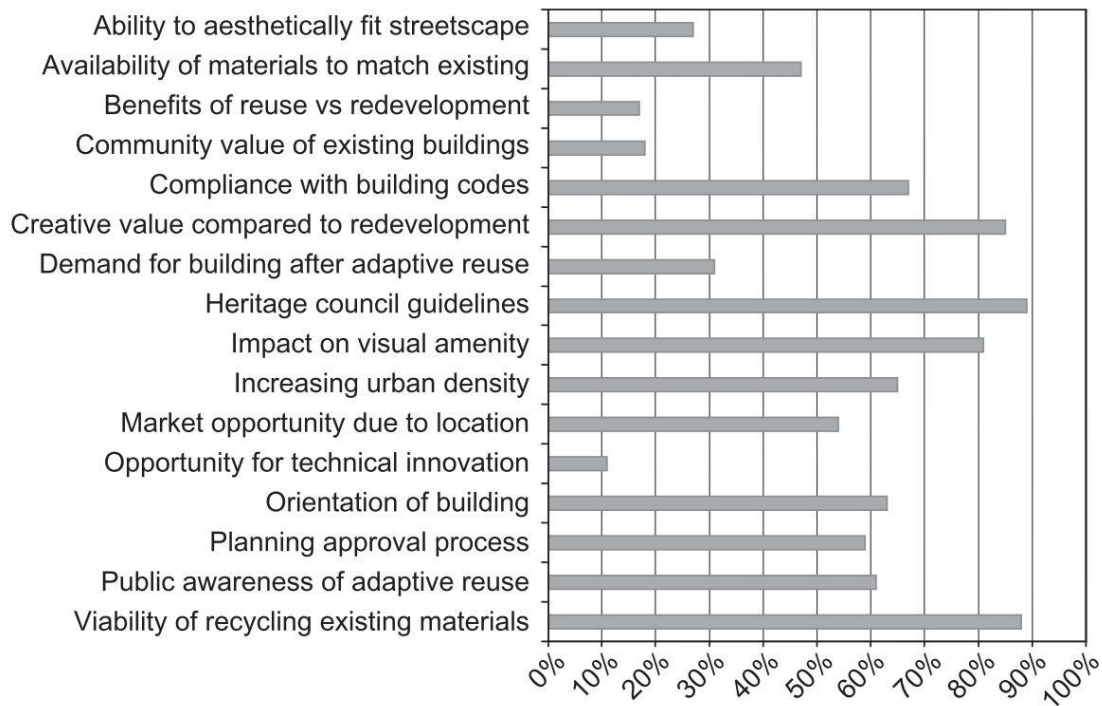 Ability to aesthetically fit streetscape
Availability of materials to match existing
Benefits of reuse vs redevelopment
Community value of existing buildings
Compliance with building codes
Creative value compared to redevelopment
Demand for building after adaptive reuse
Heritage council guidelines
Impact on visual amenity
Increasing urban density
Market opportunity due to location
Opportunity for technical innovation
Orientation of building
Planning approval process
Public awareness of adaptive reuse
Viability of recycling existing materials
0% 10% 20% 30% 40% 50% 60% 70% 80% 90% 100%